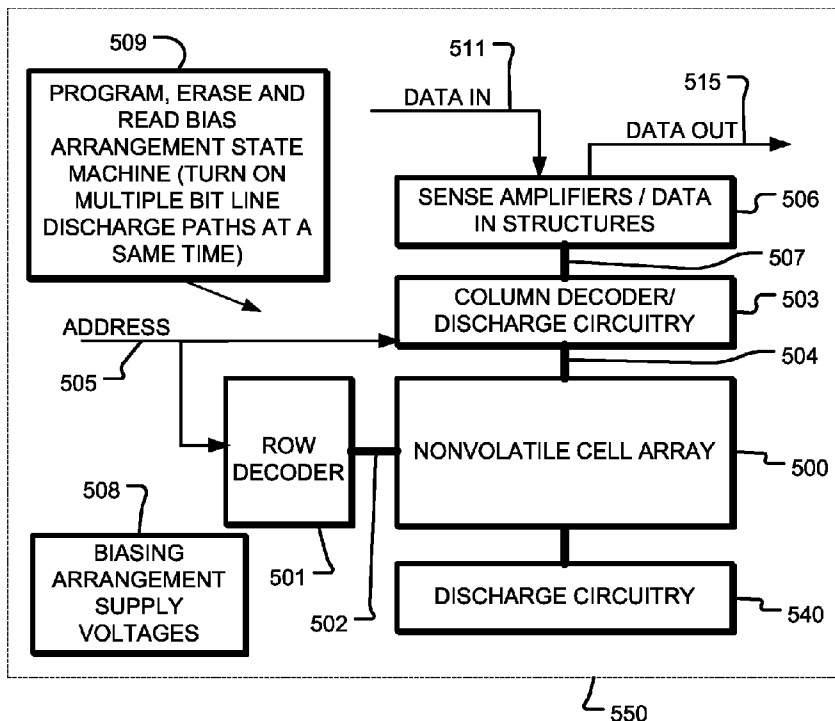 509
PROGRAM, ERASE AND
READ BIAS
ARRANGEMENT STATE
MACHINE (TURN ON
MULTIPLE BIT LINE
DISCHARGE PATHS AT A
SAME TIME)
511
DATA IN
515
DATA OUT
SENSE AMPLIFIERS / DATA
IN STRUCTURES
506
507
COLUMN DECODER/
DISCHARGE CIRCUITRY
503
ADDRESS
505
504
ROW
DECODER
501
502
NONVOLATILE CELL ARRAY
500
508
BIASING
ARRANGEMENT
SUPPLY
VOLTAGES
DISCHARGE CIRCUITRY
540
550